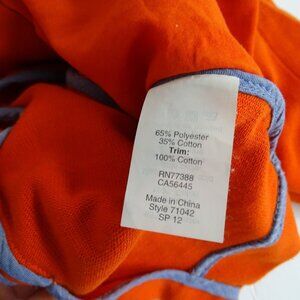 65% Polyester
35% Cotton
Trim:
100% Cotton
RN77388
CA56445
Made in China
Style 71042
SP 12